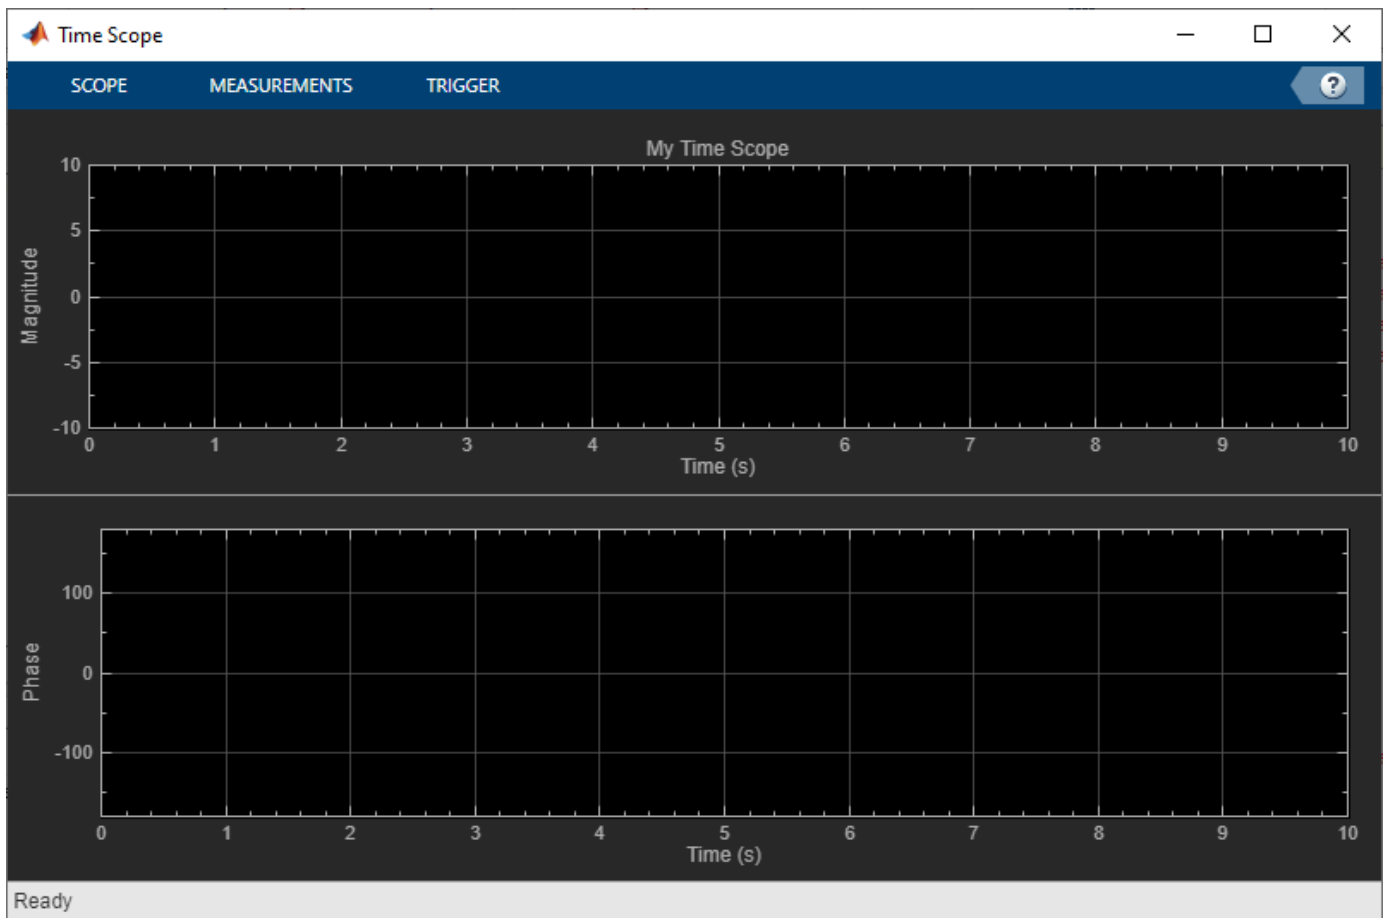 Time Scope
SCOPE MEASUREMENTS TRIGGER ?
My Time Scope
Magnitude
10
5
0
-5
-10
0 1 2 3 4 5 6 7 8 9 10
Time (s)
Phase
100
0
-100
0 1 2 3 4 5 6 7 8 9 10
Time (s)
Ready